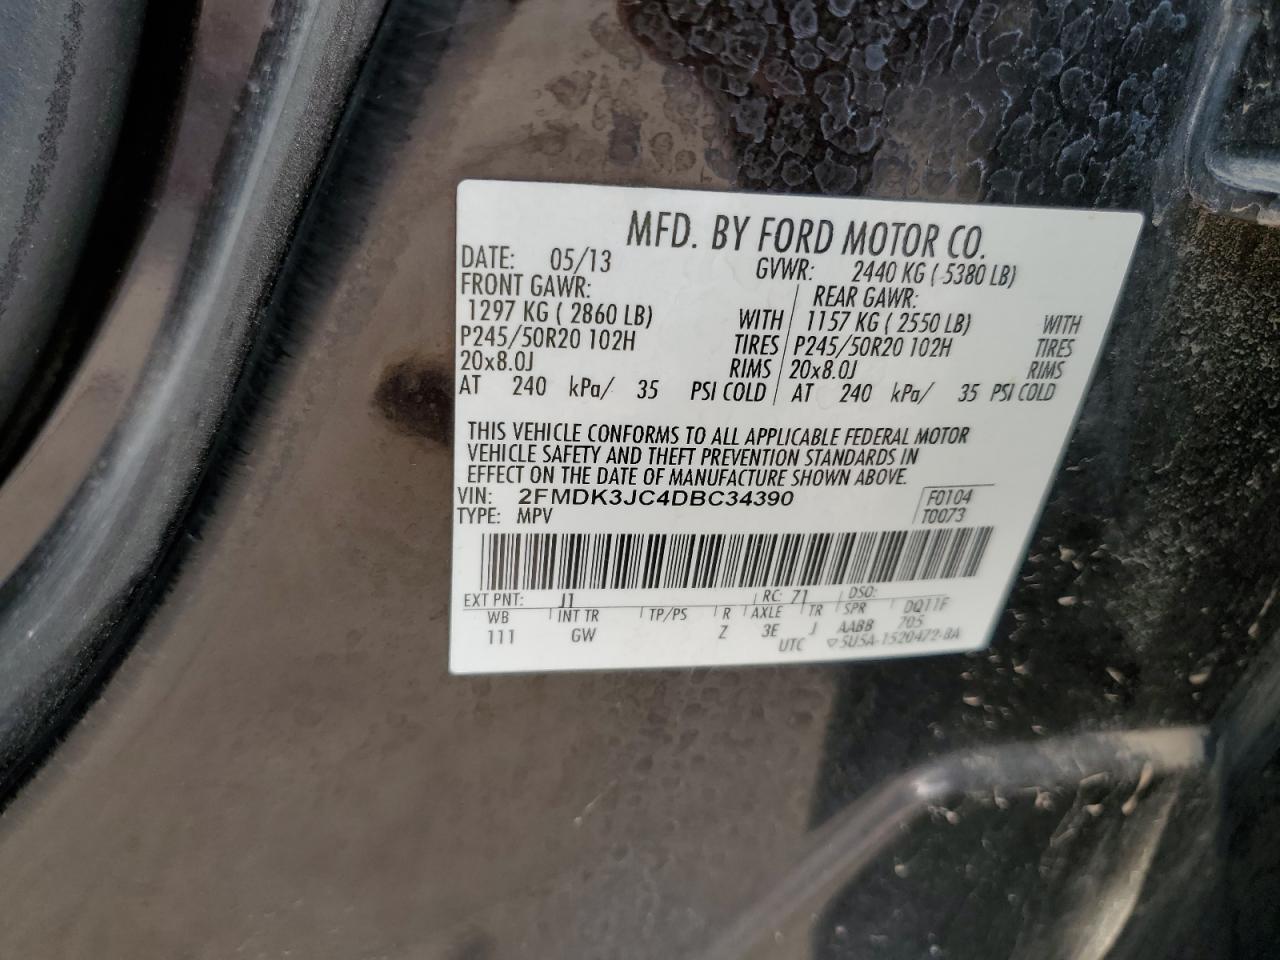 MFD. BY FORD MOTOR CO.
DATE: 05/13 GVWR: 2440 KG ( 5380 LB)
FRONT GAWR: REAR GAWR:
1297 KG ( 2860 LB) WITH 1157 KG ( 2550 LB) WITH
P245/50R20 102H TIRES P245/50R20 102H TIRES
20x8.0J RIMS 20x8.0J RIMS
AT 240 kPa/ 35 PSI COLD AT 240 kPa/ 35 PSI COLD
THIS VEHICLE CONFORMS TO ALL APPLICABLE FEDERAL MOTOR
VEHICLE SAFETY AND THEFT PREVENTION STANDARDS IN
EFFECT ON THE DATE OF MANUFACTURE SHOWN ABOVE.
VIN: 2FMDK3JC4DBC34390 F0104
TYPE: MPV T0073
EXT PNT: J1 RC: 71 DSO:
WB INT TR TP/PS R AXLE TR SPR DQ11F
111 GW Z 3E J AABB 705
UTC ▽5U5A-1520472-BA